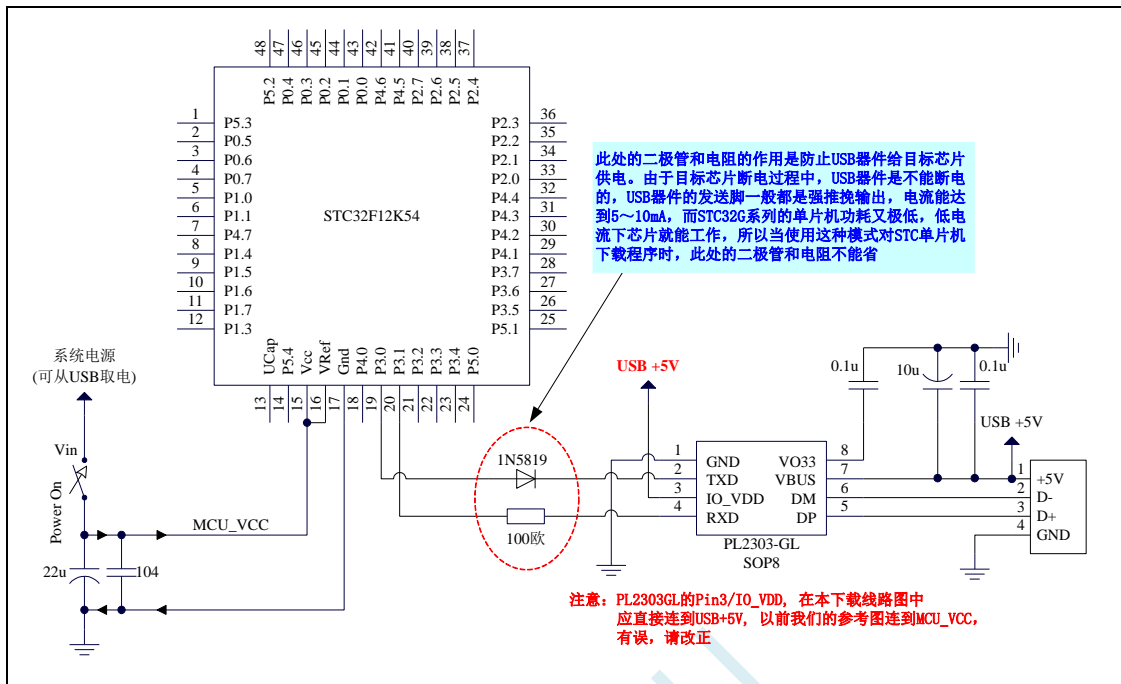 48 47 46 45 44 43 42 41 40 39 38 37
P5.2 P0.4 P0.3 P0.2 P0.1 P0.0 P4.6 P4.5 P2.7 P2.6 P2.5 P2.4
1 P5.3
2 P0.5
3 P0.6
4 P0.7
5 P1.0
6 P1.1
7 P4.7
8 P1.4
9 P1.5
10 P1.6
11 P1.7
12 P1.3
STC32F12K54
P2.3 36
P2.2 35
P2.1 34
P2.0 33
P4.4 32
P4.3 31
P4.2 30
P4.1 29
P3.7 28
P3.6 27
P3.5 26
P5.1 25
UCap P5.4 Vcc VRef Gnd P4.0 P3.0 P3.1 P3.2 P3.3 P3.4 P5.0
13 14 15 16 17 18 19 20 21 22 23 24
此处的二极管和电阻的作用是防止USB器件给目标芯片
供电。由于目标芯片断电过程中，USB器件是不能断电
的，USB器件的发送脚一般都是强推挽输出，电流能达
到5～10mA，而STC32G系列的单片机功耗又极低，低电
流下芯片就能工作，所以当使用这种模式对STC单片机
下载程序时，此处的二极管和电阻不能省
系统电源
(可从USB取电)
Vin
Power On
MCU_VCC
22u
104
1N5819
100欧
USB +5V
1 GND
2 TXD
3 IO_VDD
4 RXD
VO33 8
VBUS 7
DM 6
DP 5
PL2303-GL
SOP8
0.1u
10u
0.1u
USB +5V
1 +5V
2 D-
3 D+
4 GND
注意：PL2303GL的Pin3/IO_VDD, 在本下载线路图中
应直接连到USB+5V, 以前我们的参考图连到MCU_VCC,
有误，请改正